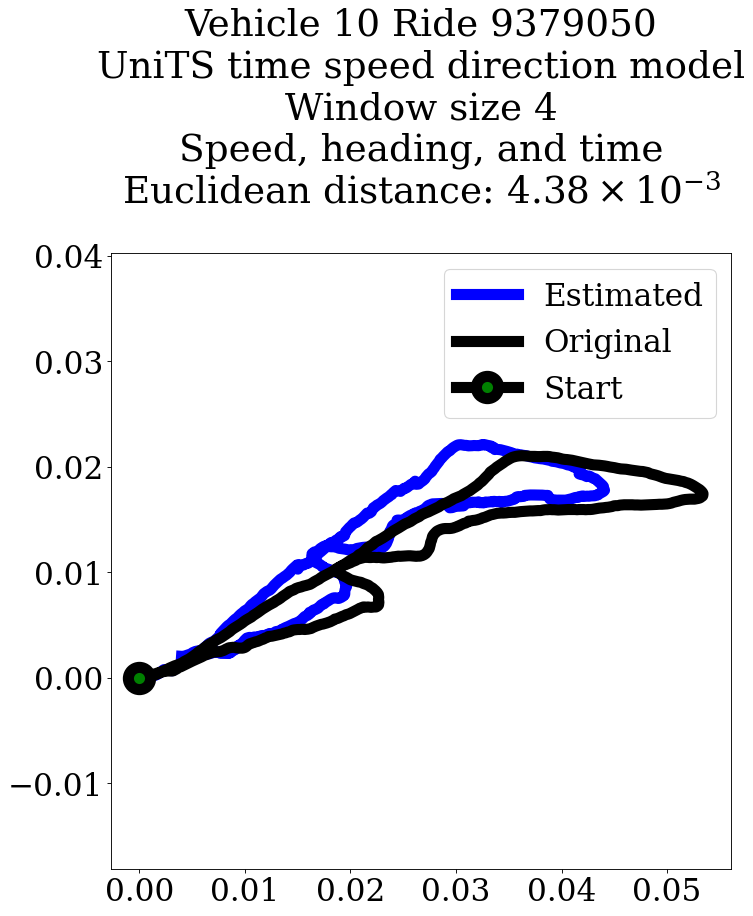 Vehicle 10 Ride 9379050
UniTS time speed direction model
Window size 4
Speed, heading, and time
Euclidean distance: 4.38 × 10⁻³
0.04
0.03
0.02
0.01
0.00
−0.01
Estimated
Original
Start
0.00 0.01 0.02 0.03 0.04 0.05